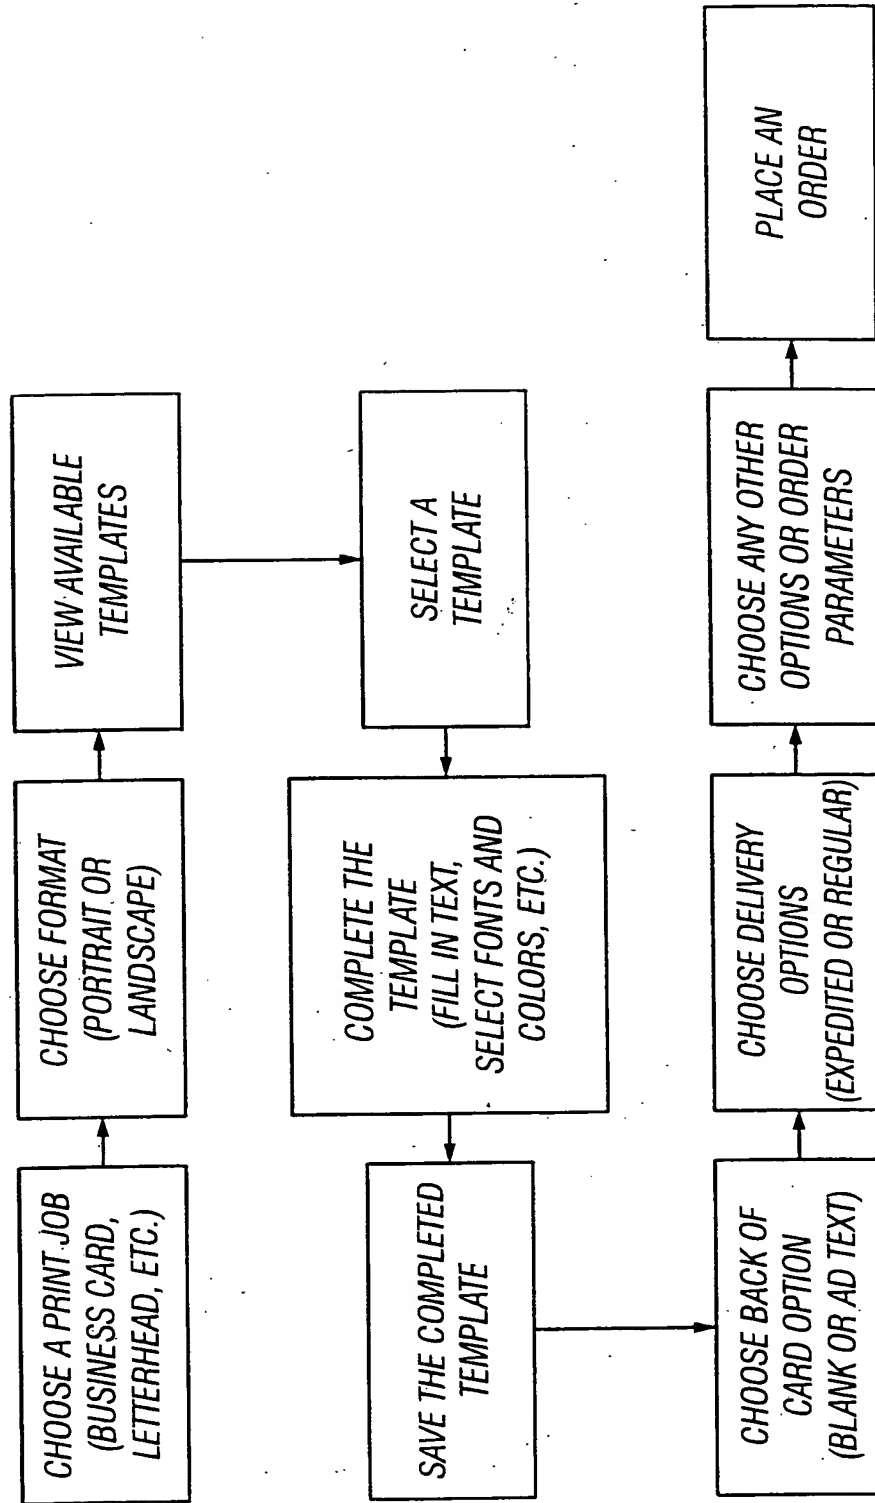 CHOOSE A PRINT JOB
(BUSINESS CARD,
LETTERHEAD, ETC.)
CHOOSE FORMAT
(PORTRAIT OR
LANDSCAPE)
VIEW AVAILABLE
TEMPLATES
SELECT A
TEMPLATE
COMPLETE THE
TEMPLATE
(FILL IN TEXT,
SELECT FONTS AND
COLORS, ETC.)
SAVE THE COMPLETED
TEMPLATE
CHOOSE BACK OF
CARD OPTION
(BLANK OR AD TEXT)
CHOOSE DELIVERY
OPTIONS
(EXPEDITED OR REGULAR)
CHOOSE ANY OTHER
OPTIONS OR ORDER
PARAMETERS
PLACE AN
ORDER